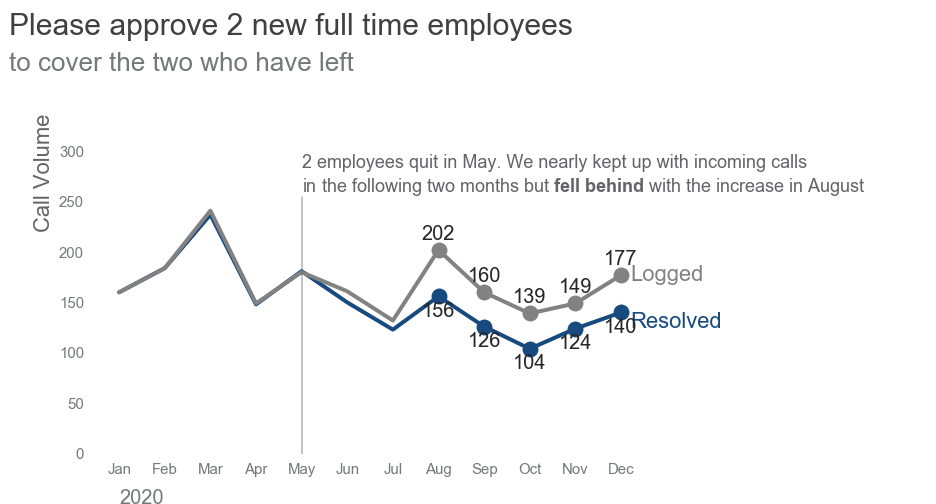 Please approve 2 new full time employees
to cover the two who have left
Call Volume
2 employees quit in May. We nearly kept up with incoming calls
in the following two months but fell behind with the increase in August
300
250
200
150
100
50
0
202
160
139
149
177
Logged
156
126
104
124
140
Resolved
Jan Feb Mar Apr May Jun Jul Aug Sep Oct Nov Dec
2020